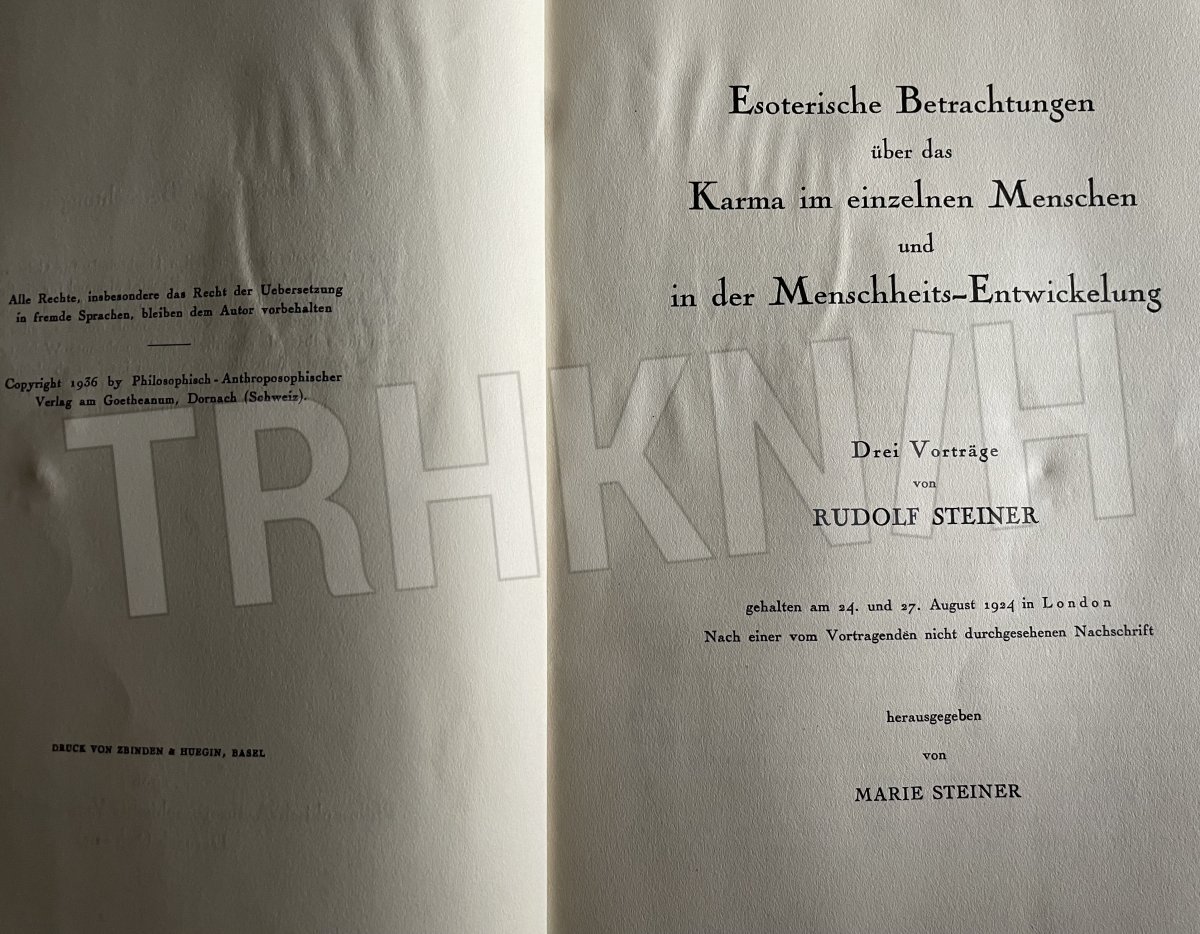 Alle Rechte, insbesondere das Recht der Uebersetzung
in fremde Sprachen, bleiben dem Autor vorbehalten
Copyright 1936 by Philosophisch-Anthroposophischer
Verlag am Goetheanum, Dornach (Schweiz).
DRUCK VON ZBINDEN & HUEGIN, BASEL
Esoterische Betrachtungen
über das
Karma im einzelnen Menschen
und
in der Menschheits-Entwickelung
Drei Vorträge
von
RUDOLF STEINER
gehalten am 24. und 27. August 1924 in London
Nach einer vom Vortragenden nicht durchgesehenen Nachschrift
herausgegeben
von
MARIE STEINER
TRHKN/H